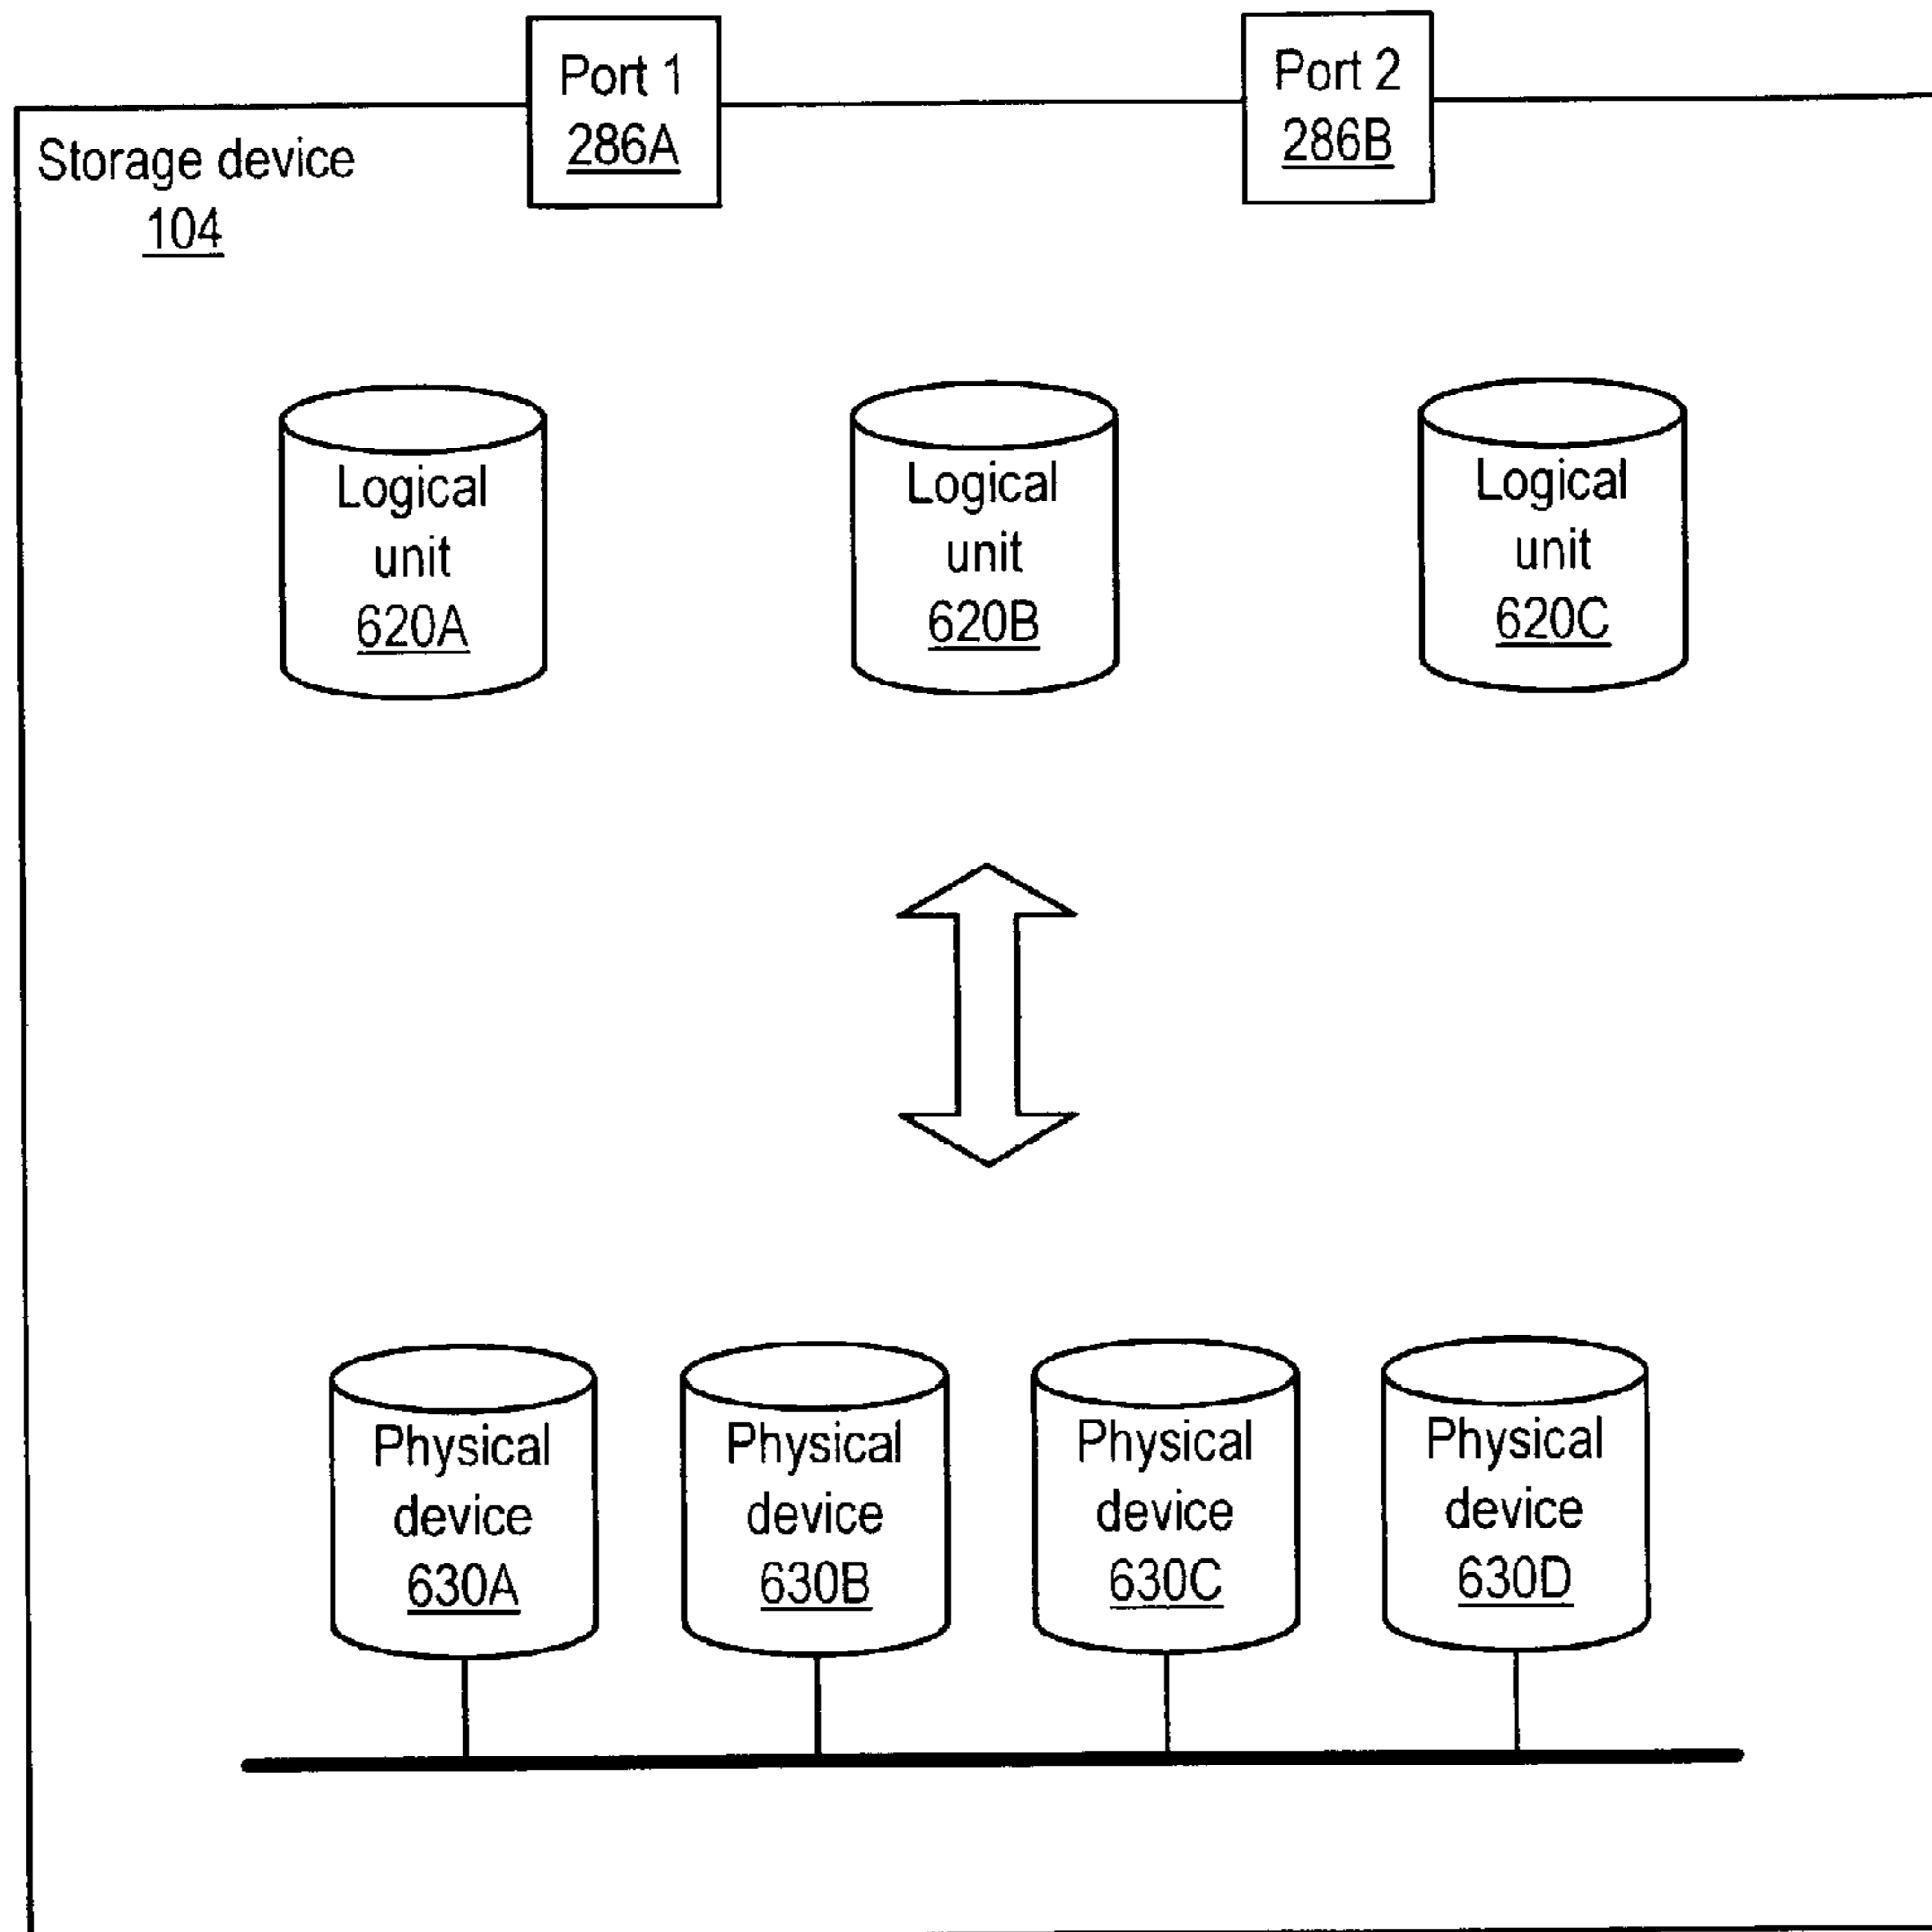 Port 1
286A
Port 2
286B
Storage device
104
Logical
unit
620A
Logical
unit
620B
Logical
unit
620C
Physical
device
630A
Physical
device
630B
Physical
device
630C
Physical
device
630D